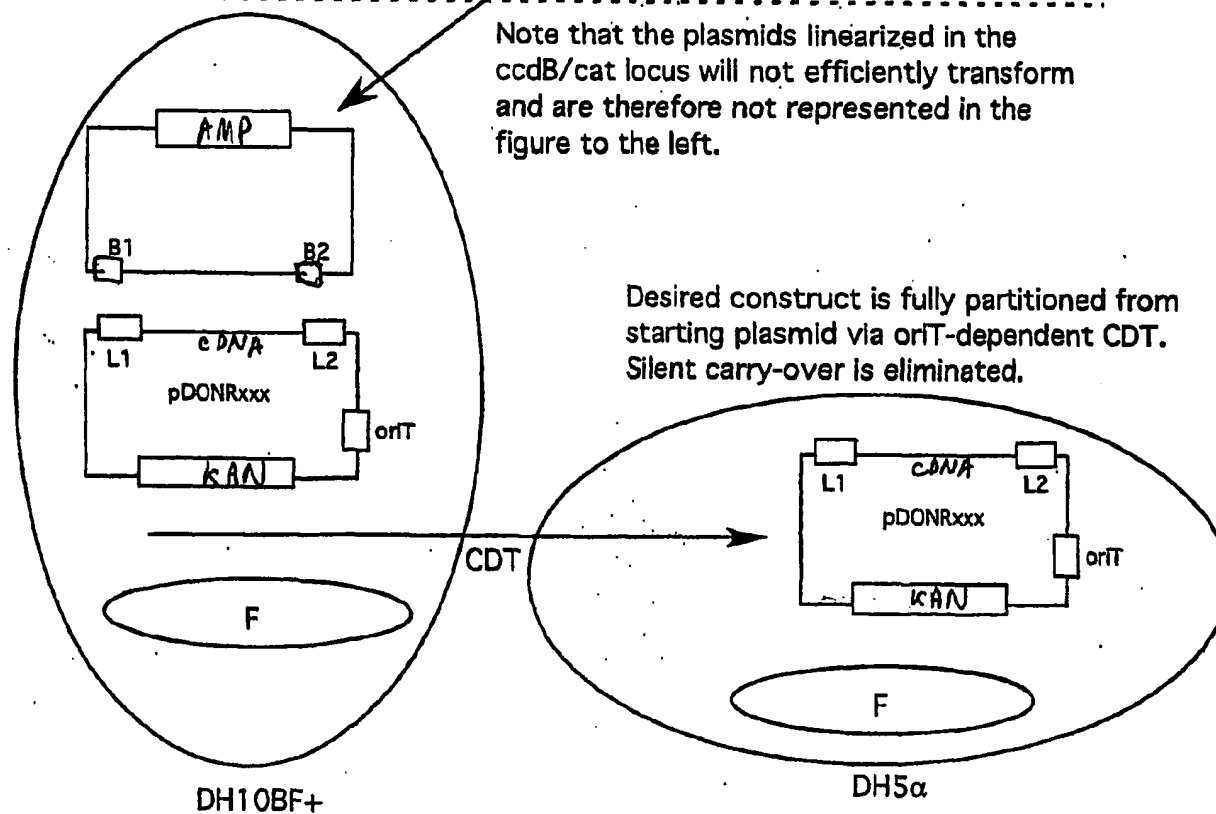 Note that the plasmids linearized in the
ccdB/cat locus will not efficiently transform
and are therefore not represented in the
figure to the left.
AMP
B1
B2
L1
cDNA
L2
pDONRxxx
oriT
KAN
F
DH10BF+
CDT
Desired construct is fully partitioned from
starting plasmid via oriT-dependent CDT.
Silent carry-over is eliminated.
L1
cDNA
L2
pDONRxxx
oriT
KAN
F
DH5α